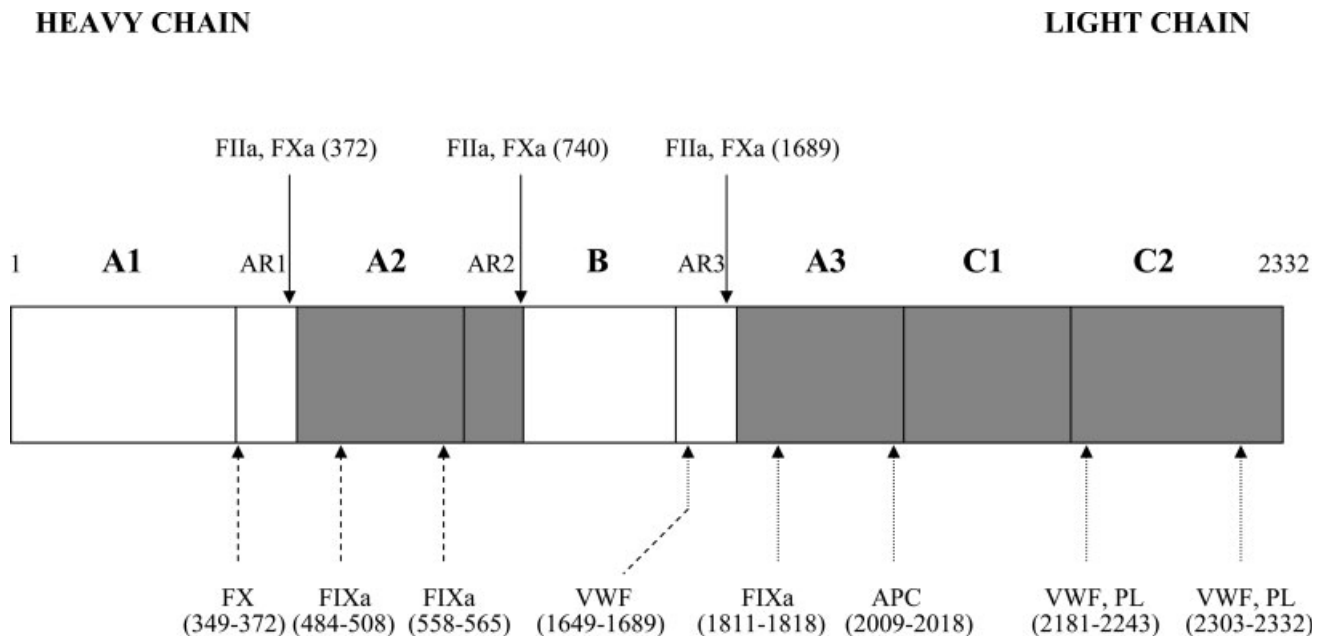 HEAVY CHAIN
LIGHT CHAIN
FIIa, FXa (372)
FIIa, FXa (740)
FIIa, FXa (1689)
1
A1
AR1
A2
AR2
B
AR3
A3
C1
C2
2332
FX
(349-372)
FIXa
(484-508)
FIXa
(558-565)
VWF
(1649-1689)
FIXa
(1811-1818)
APC
(2009-2018)
VWF, PL
(2181-2243)
VWF, PL
(2303-2332)